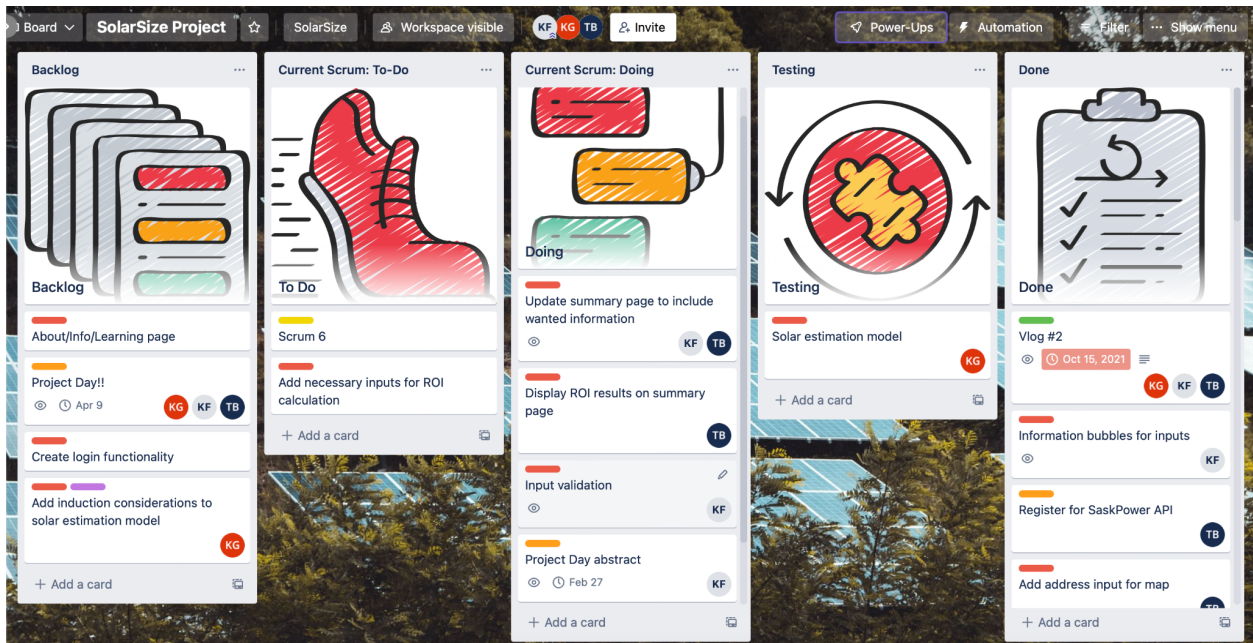 Board
SolarSize Project
SolarSize
Workspace visible
KF
KG
TB
Invite
Power-Ups
Automation
Filter
Show menu
Backlog
Backlog
About/Info/Learning page
Project Day!!
Apr 9
KG
KF
TB
Create login functionality
Add induction considerations to
solar estimation model
KG
+ Add a card
Current Scrum: To-Do
To Do
Scrum 6
Add necessary inputs for ROI
calculation
+ Add a card
Current Scrum: Doing
Doing
Update summary page to include
wanted information
KF
TB
Display ROI results on summary
page
TB
Input validation
KF
Project Day abstract
Feb 27
KF
+ Add a card
Testing
Testing
Solar estimation model
KG
+ Add a card
Done
Done
Vlog #2
Oct 15, 2021
KG
KF
TB
Information bubbles for inputs
KF
Register for SaskPower API
TB
Add address input for map
TB
+ Add a card